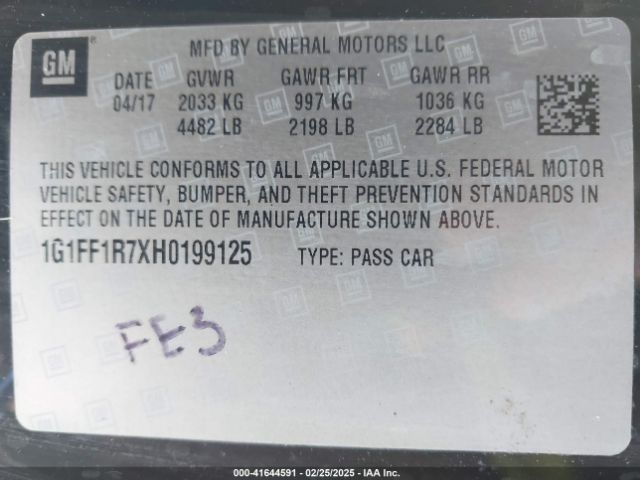 GM
MFD BY GENERAL MOTORS LLC
DATE GVWR GAWR FRT GAWR RR
04/17 2033 KG 997 KG 1036 KG
4482 LB 2198 LB 2284 LB
THIS VEHICLE CONFORMS TO ALL APPLICABLE U.S. FEDERAL MOTOR
VEHICLE SAFETY, BUMPER, AND THEFT PREVENTION STANDARDS IN
EFFECT ON THE DATE OF MANUFACTURE SHOWN ABOVE.
1G1FF1R7XH0199125 TYPE: PASS CAR
FE3
000-41644591 - 02/25/2025 - IAA Inc.